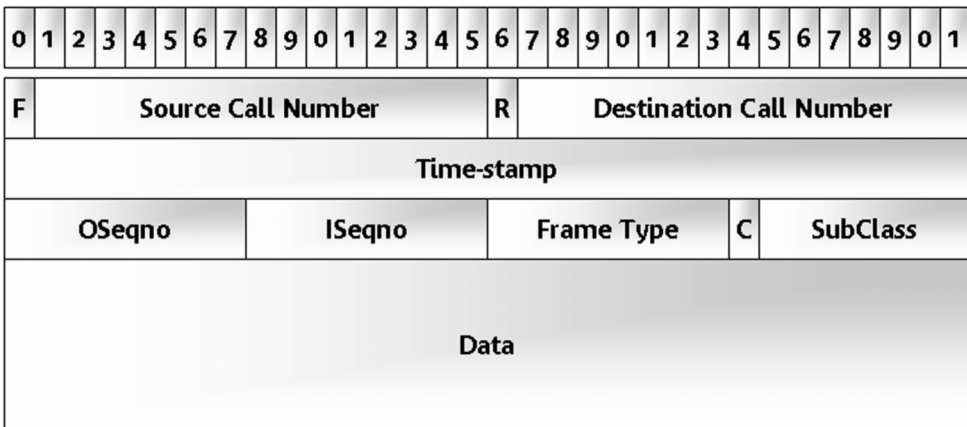 0 1 2 3 4 5 6 7 8 9 0 1 2 3 4 5 6 7 8 9 0 1 2 3 4 5 6 7 8 9 0 1
F Source Call Number R Destination Call Number
Time-stamp
OSeqno ISeqno Frame Type C SubClass
Data